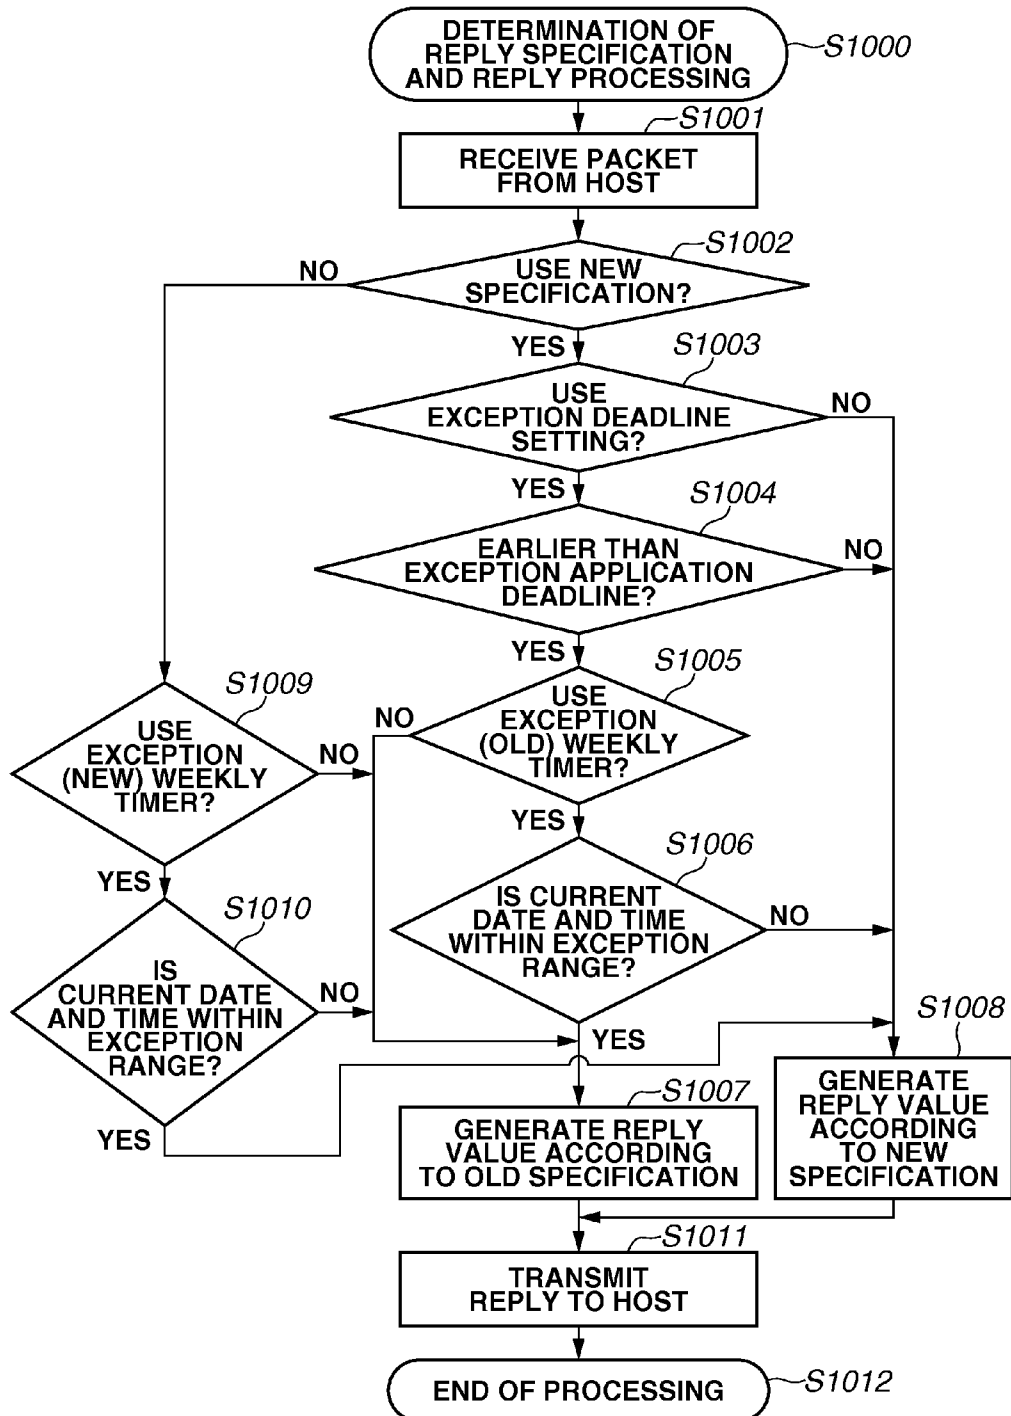 DETERMINATION OF
REPLY SPECIFICATION
AND REPLY PROCESSING
S1000
S1001
RECEIVE PACKET
FROM HOST
S1002
USE NEW
SPECIFICATION?
NO
YES
S1003
USE
EXCEPTION DEADLINE
SETTING?
NO
YES
S1004
EARLIER THAN
EXCEPTION APPLICATION
DEADLINE?
NO
YES
S1005
USE
EXCEPTION
(OLD) WEEKLY
TIMER?
NO
YES
S1009
USE
EXCEPTION
(NEW) WEEKLY
TIMER?
NO
YES
S1006
IS CURRENT
DATE AND TIME
WITHIN EXCEPTION
RANGE?
NO
YES
S1010
IS
CURRENT DATE
AND TIME WITHIN
EXCEPTION
RANGE?
NO
YES
S1008
GENERATE
REPLY VALUE
ACCORDING
TO NEW
SPECIFICATION
S1007
GENERATE REPLY
VALUE ACCORDING
TO OLD SPECIFICATION
S1011
TRANSMIT
REPLY TO HOST
END OF PROCESSING
S1012